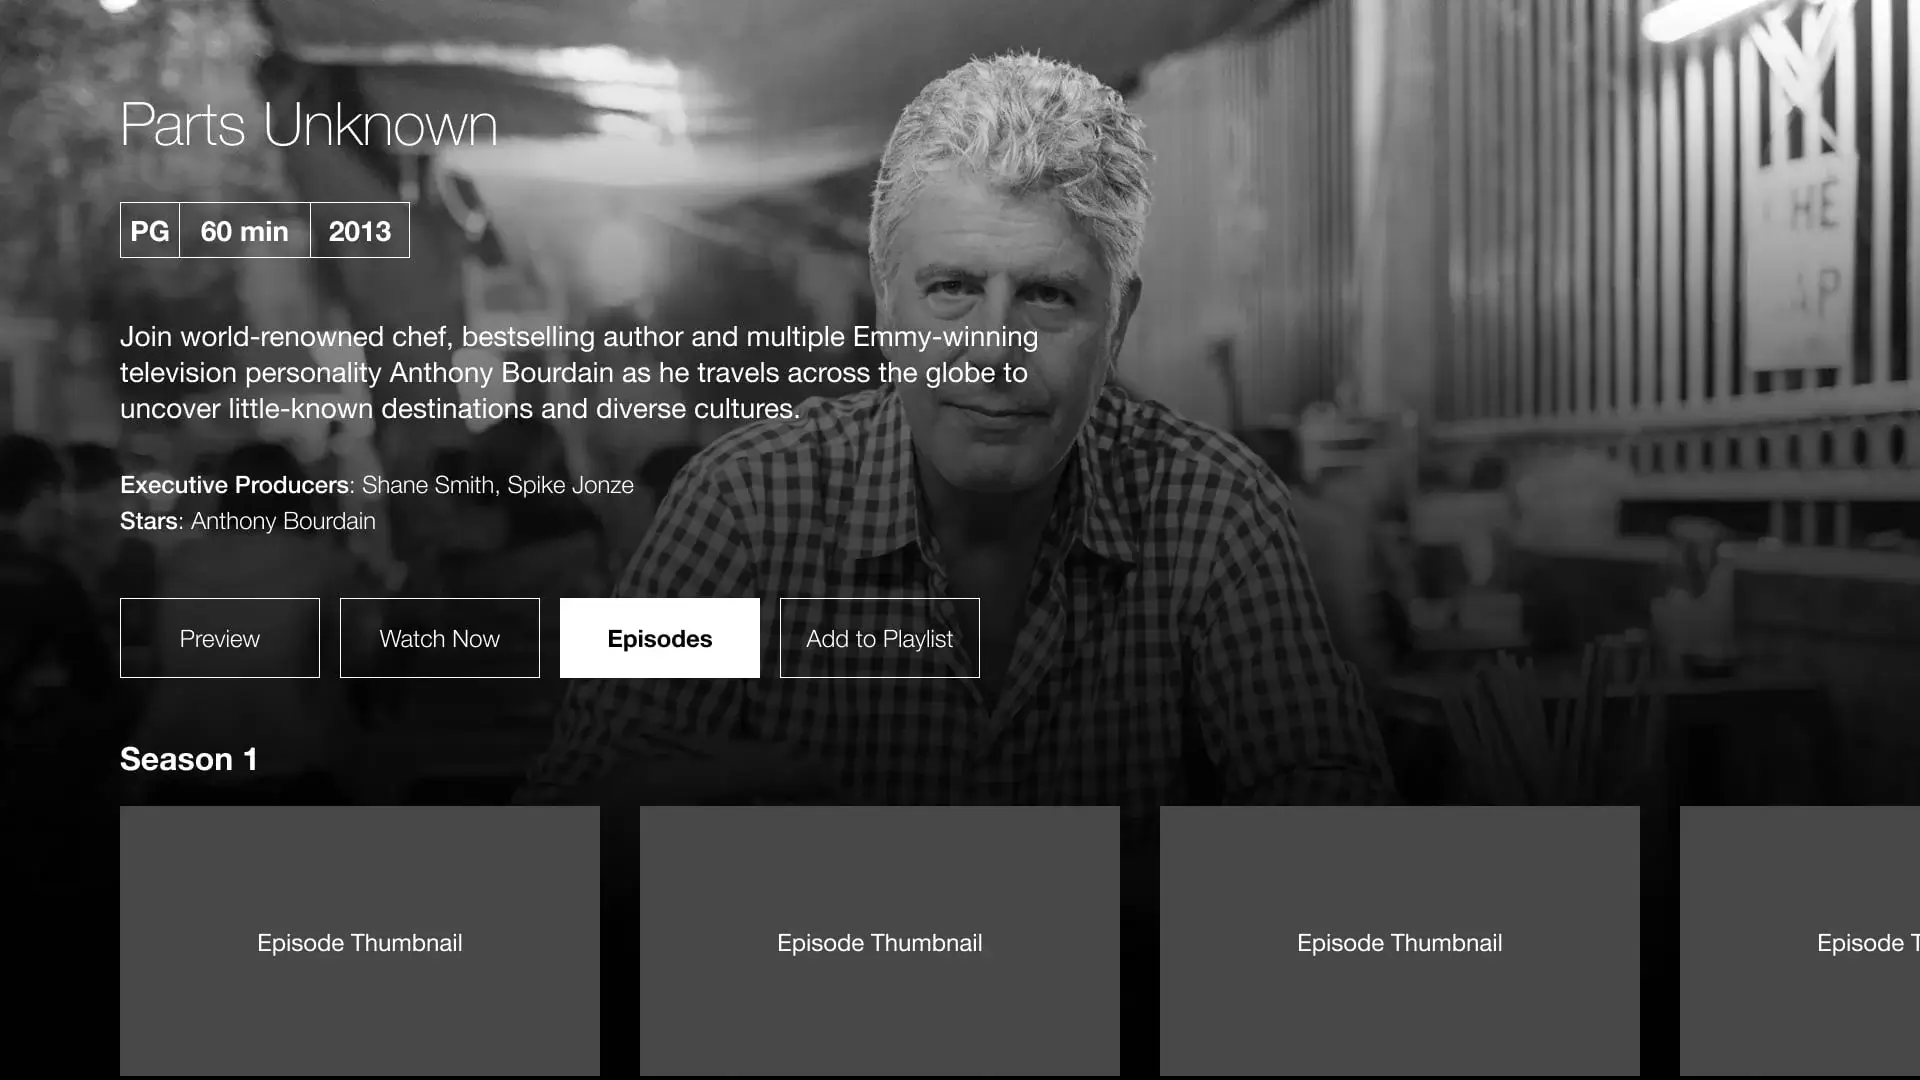 Parts Unknown
PG 60 min 2013
Join world-renowned chef, bestselling author and multiple Emmy-winning
television personality Anthony Bourdain as he travels across the globe to
uncover little-known destinations and diverse cultures.
Executive Producers: Shane Smith, Spike Jonze
Stars: Anthony Bourdain
Preview Watch Now Episodes Add to Playlist
Season 1
Episode Thumbnail Episode Thumbnail Episode Thumbnail Episode T